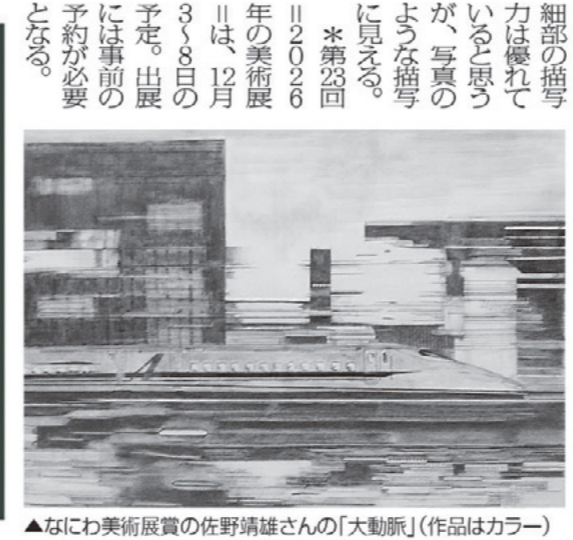 細部の描写
力は優れて
いると思う
が、写真の
ような描写
に見える。
＊第23回
＝2026
年の美術展
＝は、12月
3〜8日の
予定。出展
には事前の
予約が必要
となる。
▲なにわ美術展賞の佐野靖雄さんの「大動脈」(作品はカラー)